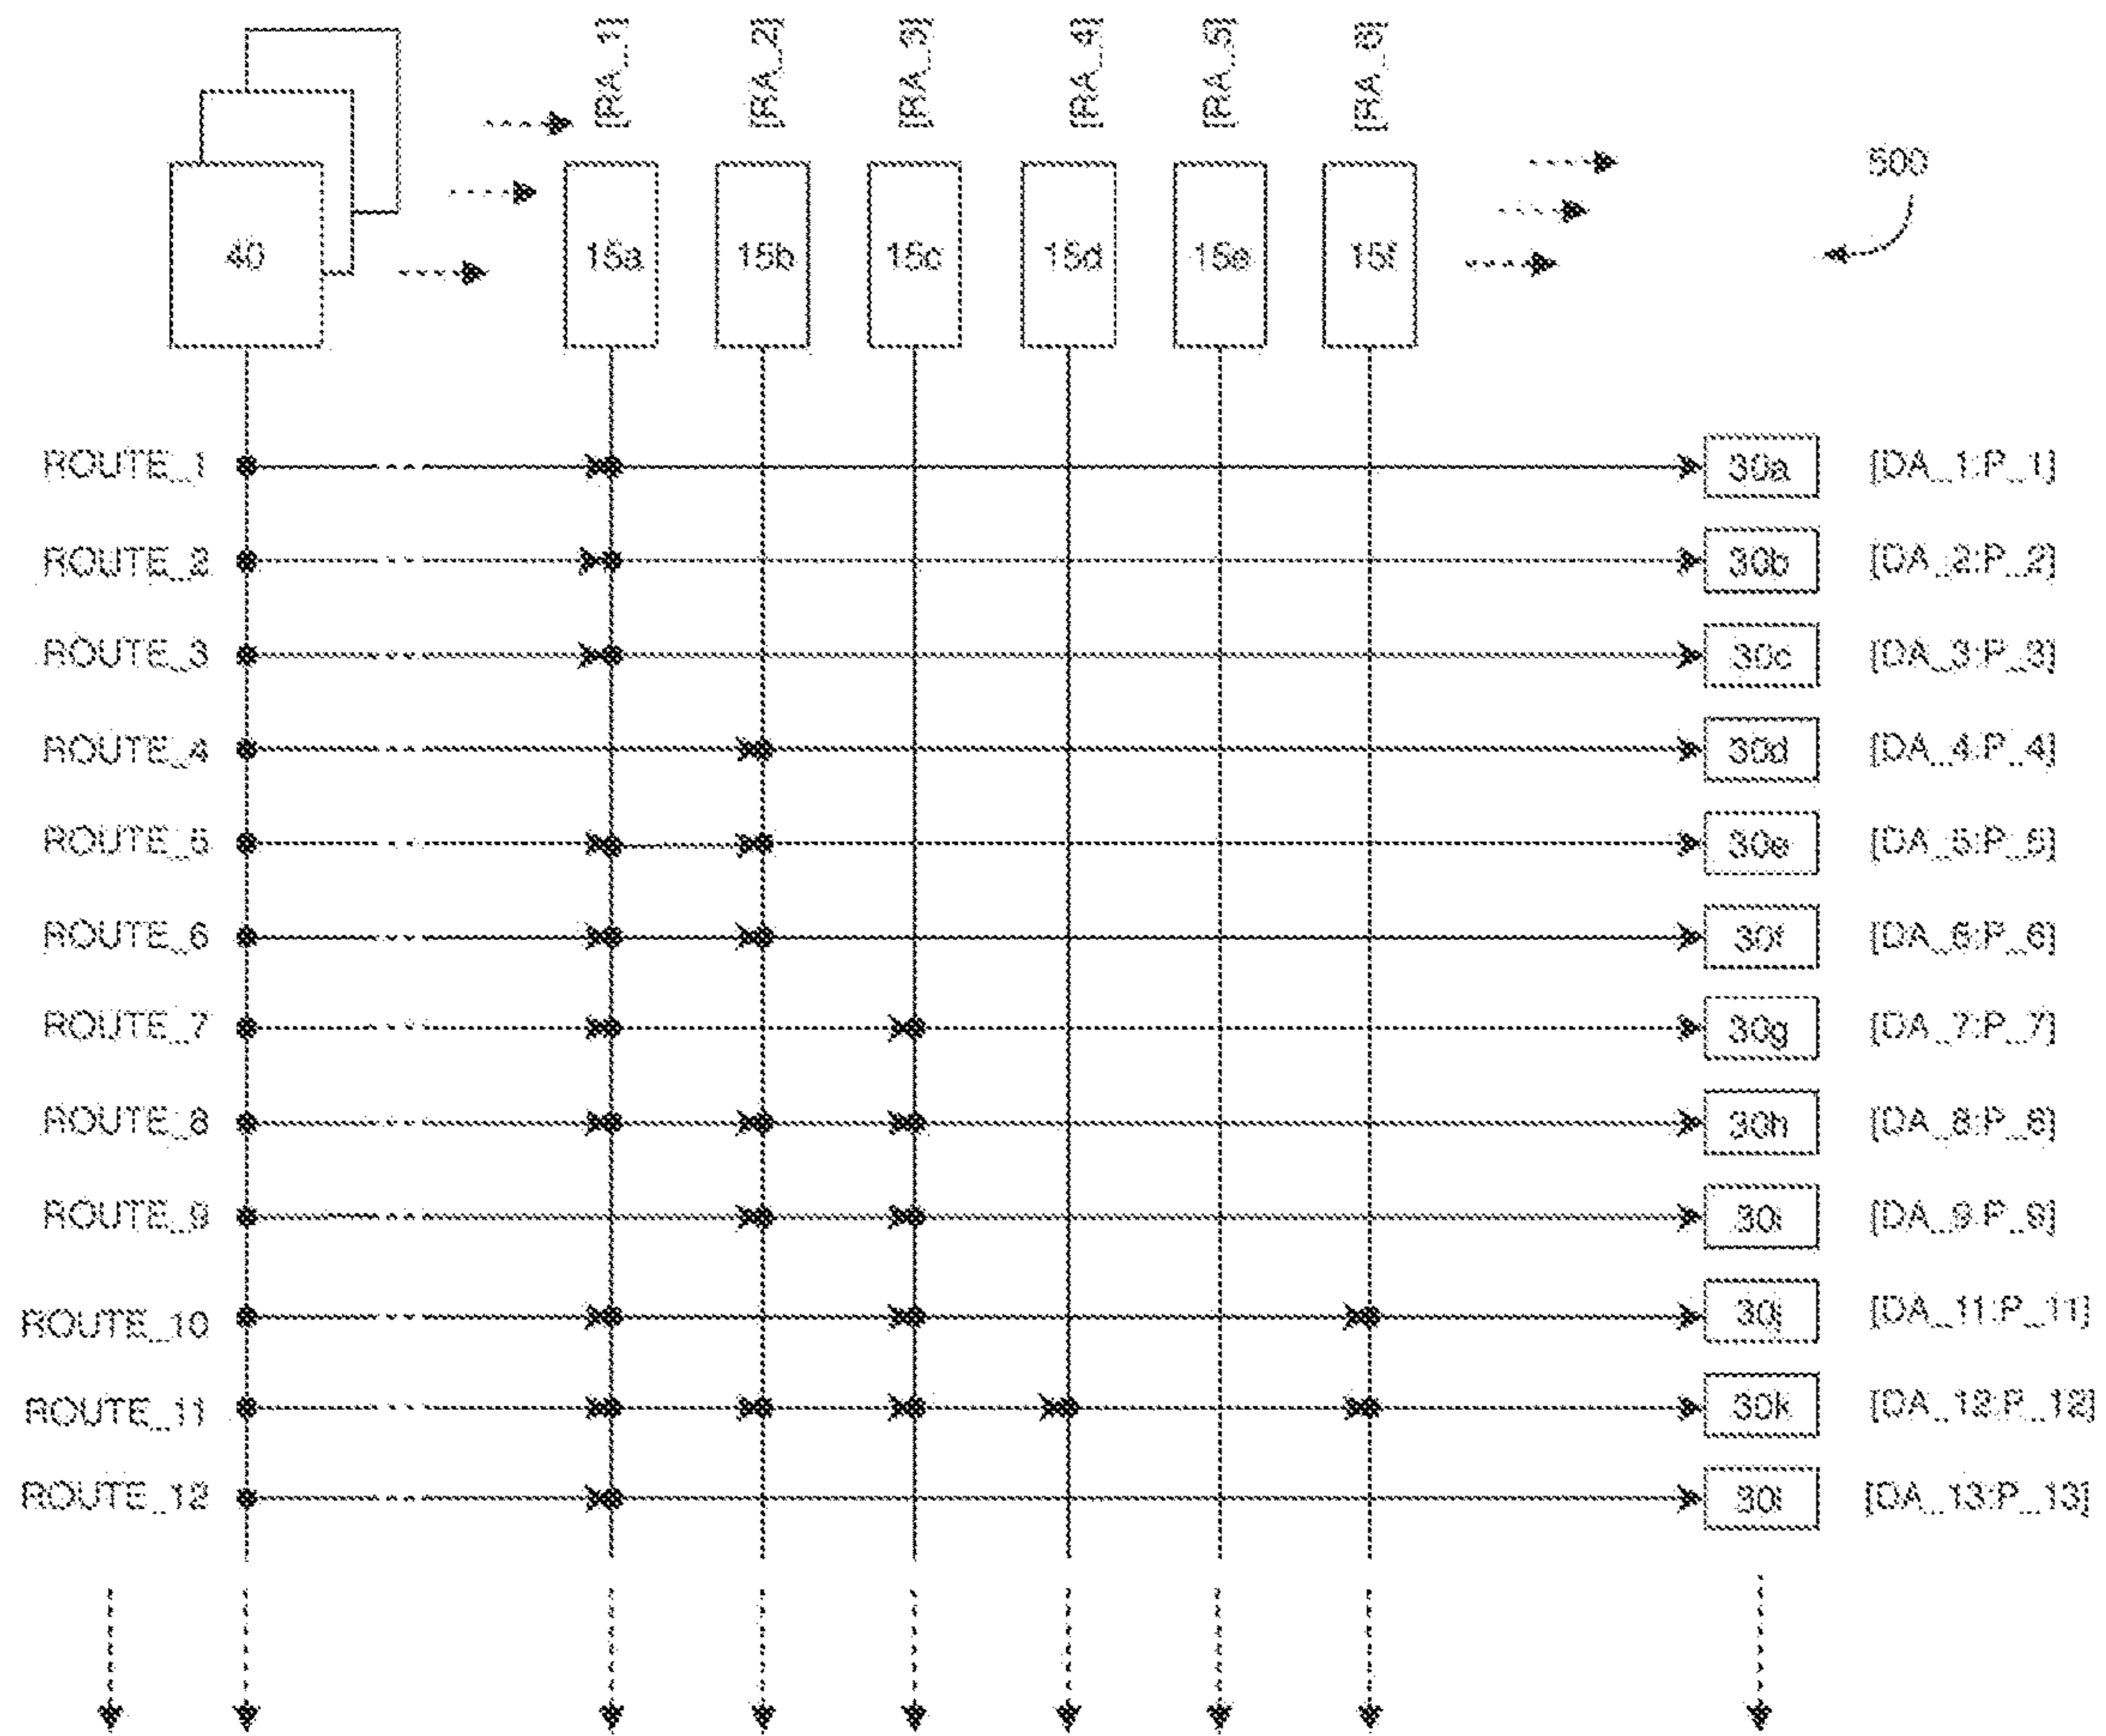 [RA_1] [RA_2] [RA_3] [RA_4] [RA_5] [RA_6]
500
40 15a 15b 15c 15d 15e 15f
ROUTE_1 30a [DA_1:P_1]
ROUTE_2 30b [DA_2:P_2]
ROUTE_3 30c [DA_3:P_3]
ROUTE_4 30d [DA_4:P_4]
ROUTE_5 30e [DA_5:P_5]
ROUTE_6 30f [DA_6:P_6]
ROUTE_7 30g [DA_7:P_7]
ROUTE_8 30h [DA_8:P_8]
ROUTE_9 30i [DA_9:P_9]
ROUTE_10 30j [DA_11:P_11]
ROUTE_11 30k [DA_12:P_12]
ROUTE_12 30l [DA_13:P_13]